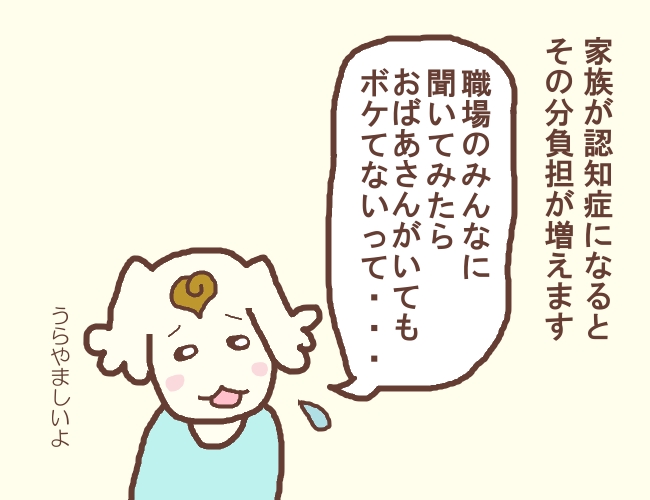 家族が認知症になると
その分負担が増えます
職場のみんなに
聞いてみたら
おばあさんがいても
ボケてないって・・・
うらやましいよ